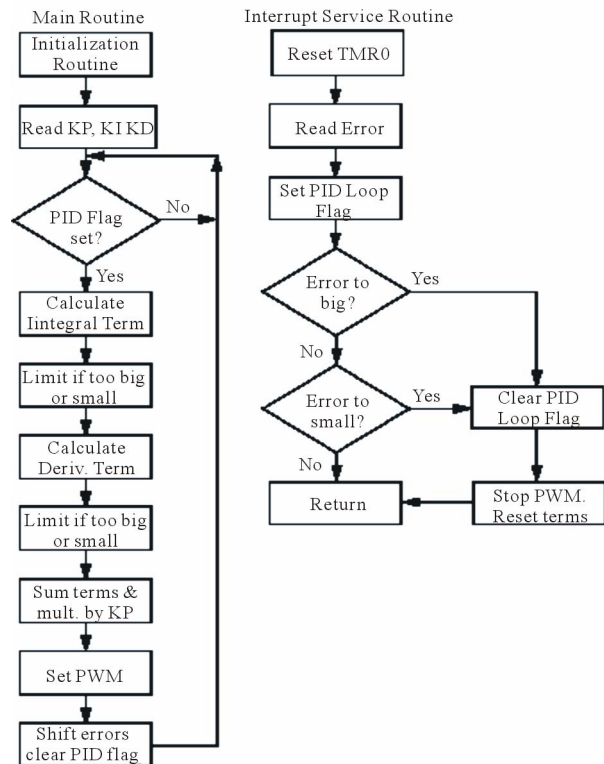 Main Routine
Initialization
Routine
Read KP, KI KD
PID Flag
set?
No
Yes
Calculate
Iintegral Term
Limit if too big
or small
Calculate
Deriv. Term
Limit if too big
or small
Sum terms &
mult. by KP
Set PWM
Shift errors
clear PID flag
Interrupt Service Routine
Reset TMR0
Read Error
Set PID Loop
Flag
Error to
big?
Yes
No
Error to
small?
Yes
No
Clear PID
Loop Flag
Stop PWM.
Reset terms
Return